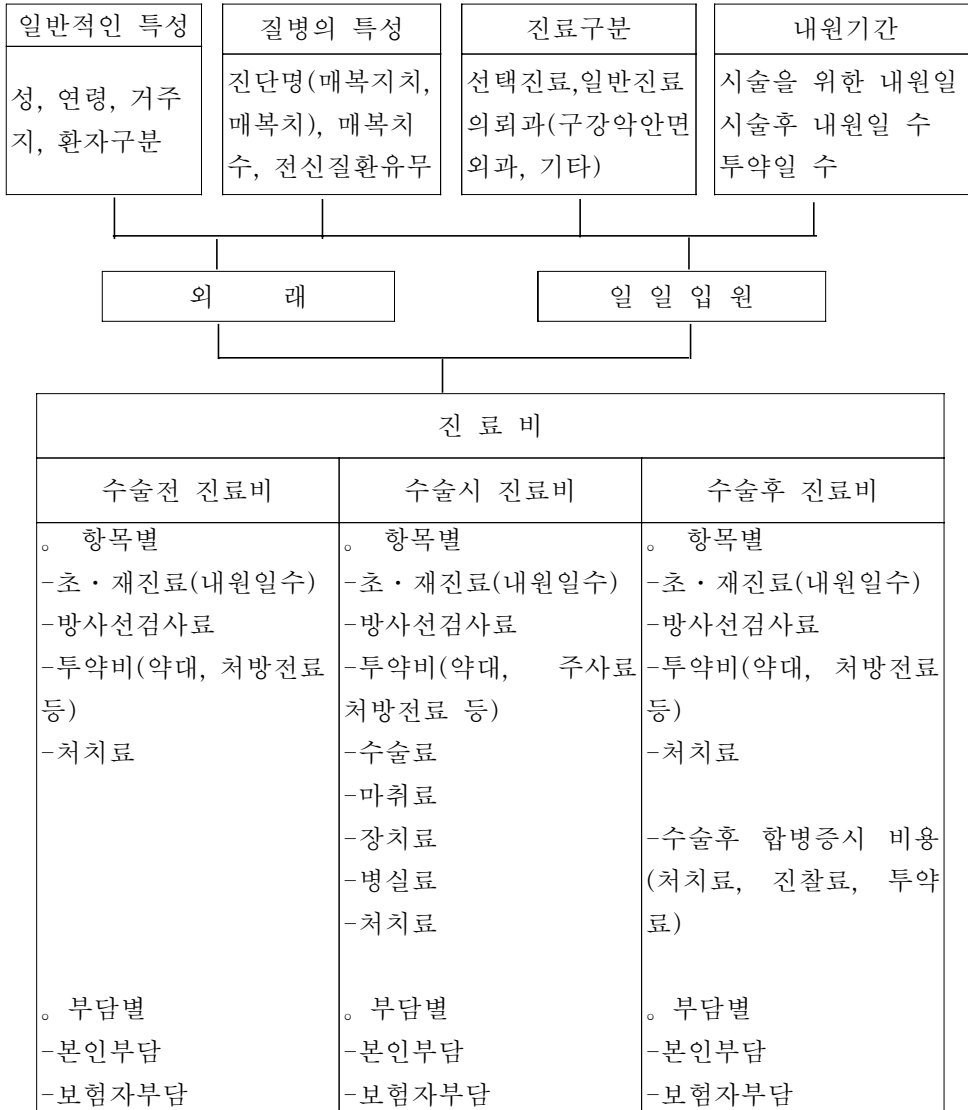 일반적인 특성
성, 연령, 거주
지, 환자구분
질병의 특성
진단명(매복지치,
매복치), 매복치
수, 전신질환유무
진료구분
선택진료,일반진료
의뢰과(구강악안면
외과, 기타)
내원기간
시술을 위한 내원일
시술후 내원일 수
투약일 수
외 래
일 일 입 원
진 료 비
수술전 진료비
。 항목별
-초・재진료(내원일수)
-방사선검사료
-투약비(약대, 처방전료
등)
-처치료
。부담별
-본인부담
-보험자부담
수술시 진료비
。 항목별
-초・재진료(내원일수)
-방사선검사료
-투약비(약대, 주사료
처방전료 등)
-수술료
-마취료
-장치료
-병실료
-처치료
。부담별
-본인부담
-보험자부담
수술후 진료비
。 항목별
-초・재진료(내원일수)
-방사선검사료
-투약비(약대, 처방전료
등)
-처치료
-수술후 합병증시 비용
(처치료, 진찰료, 투약
료)
。부담별
-본인부담
-보험자부담